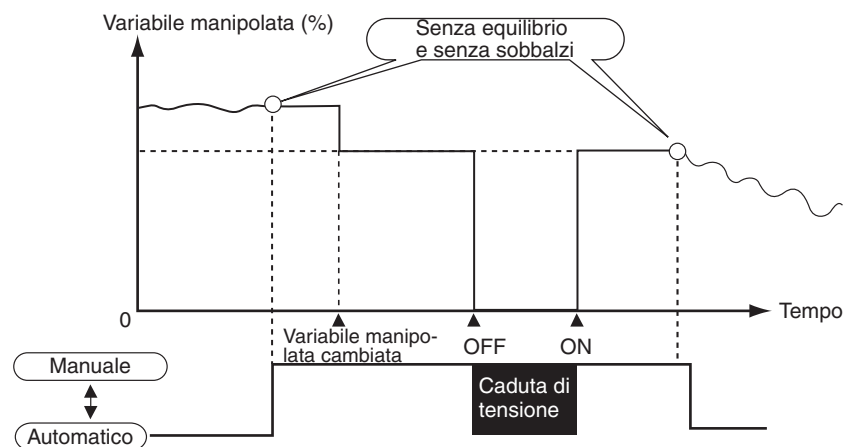 Variabile manipolata (%)
Senza equilibrio
e senza sobbalzi
0
Tempo
Variabile manipo-
lata cambiata
OFF
ON
Manuale
Caduta di
tensione
Automatico